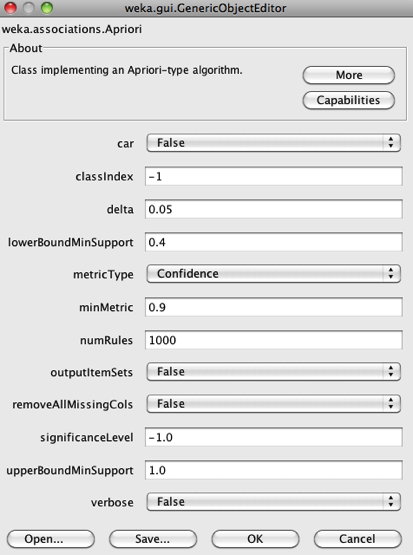 weka.gui.GenericObjectEditor
weka.associations.Apriori
About
Class implementing an Apriori-type algorithm.
More
Capabilities
car False
classIndex -1
delta 0.05
lowerBoundMinSupport 0.4
metricType Confidence
minMetric 0.9
numRules 1000
outputItemSets False
removeAllMissingCols False
significanceLevel -1.0
upperBoundMinSupport 1.0
verbose False
Open... Save... OK Cancel